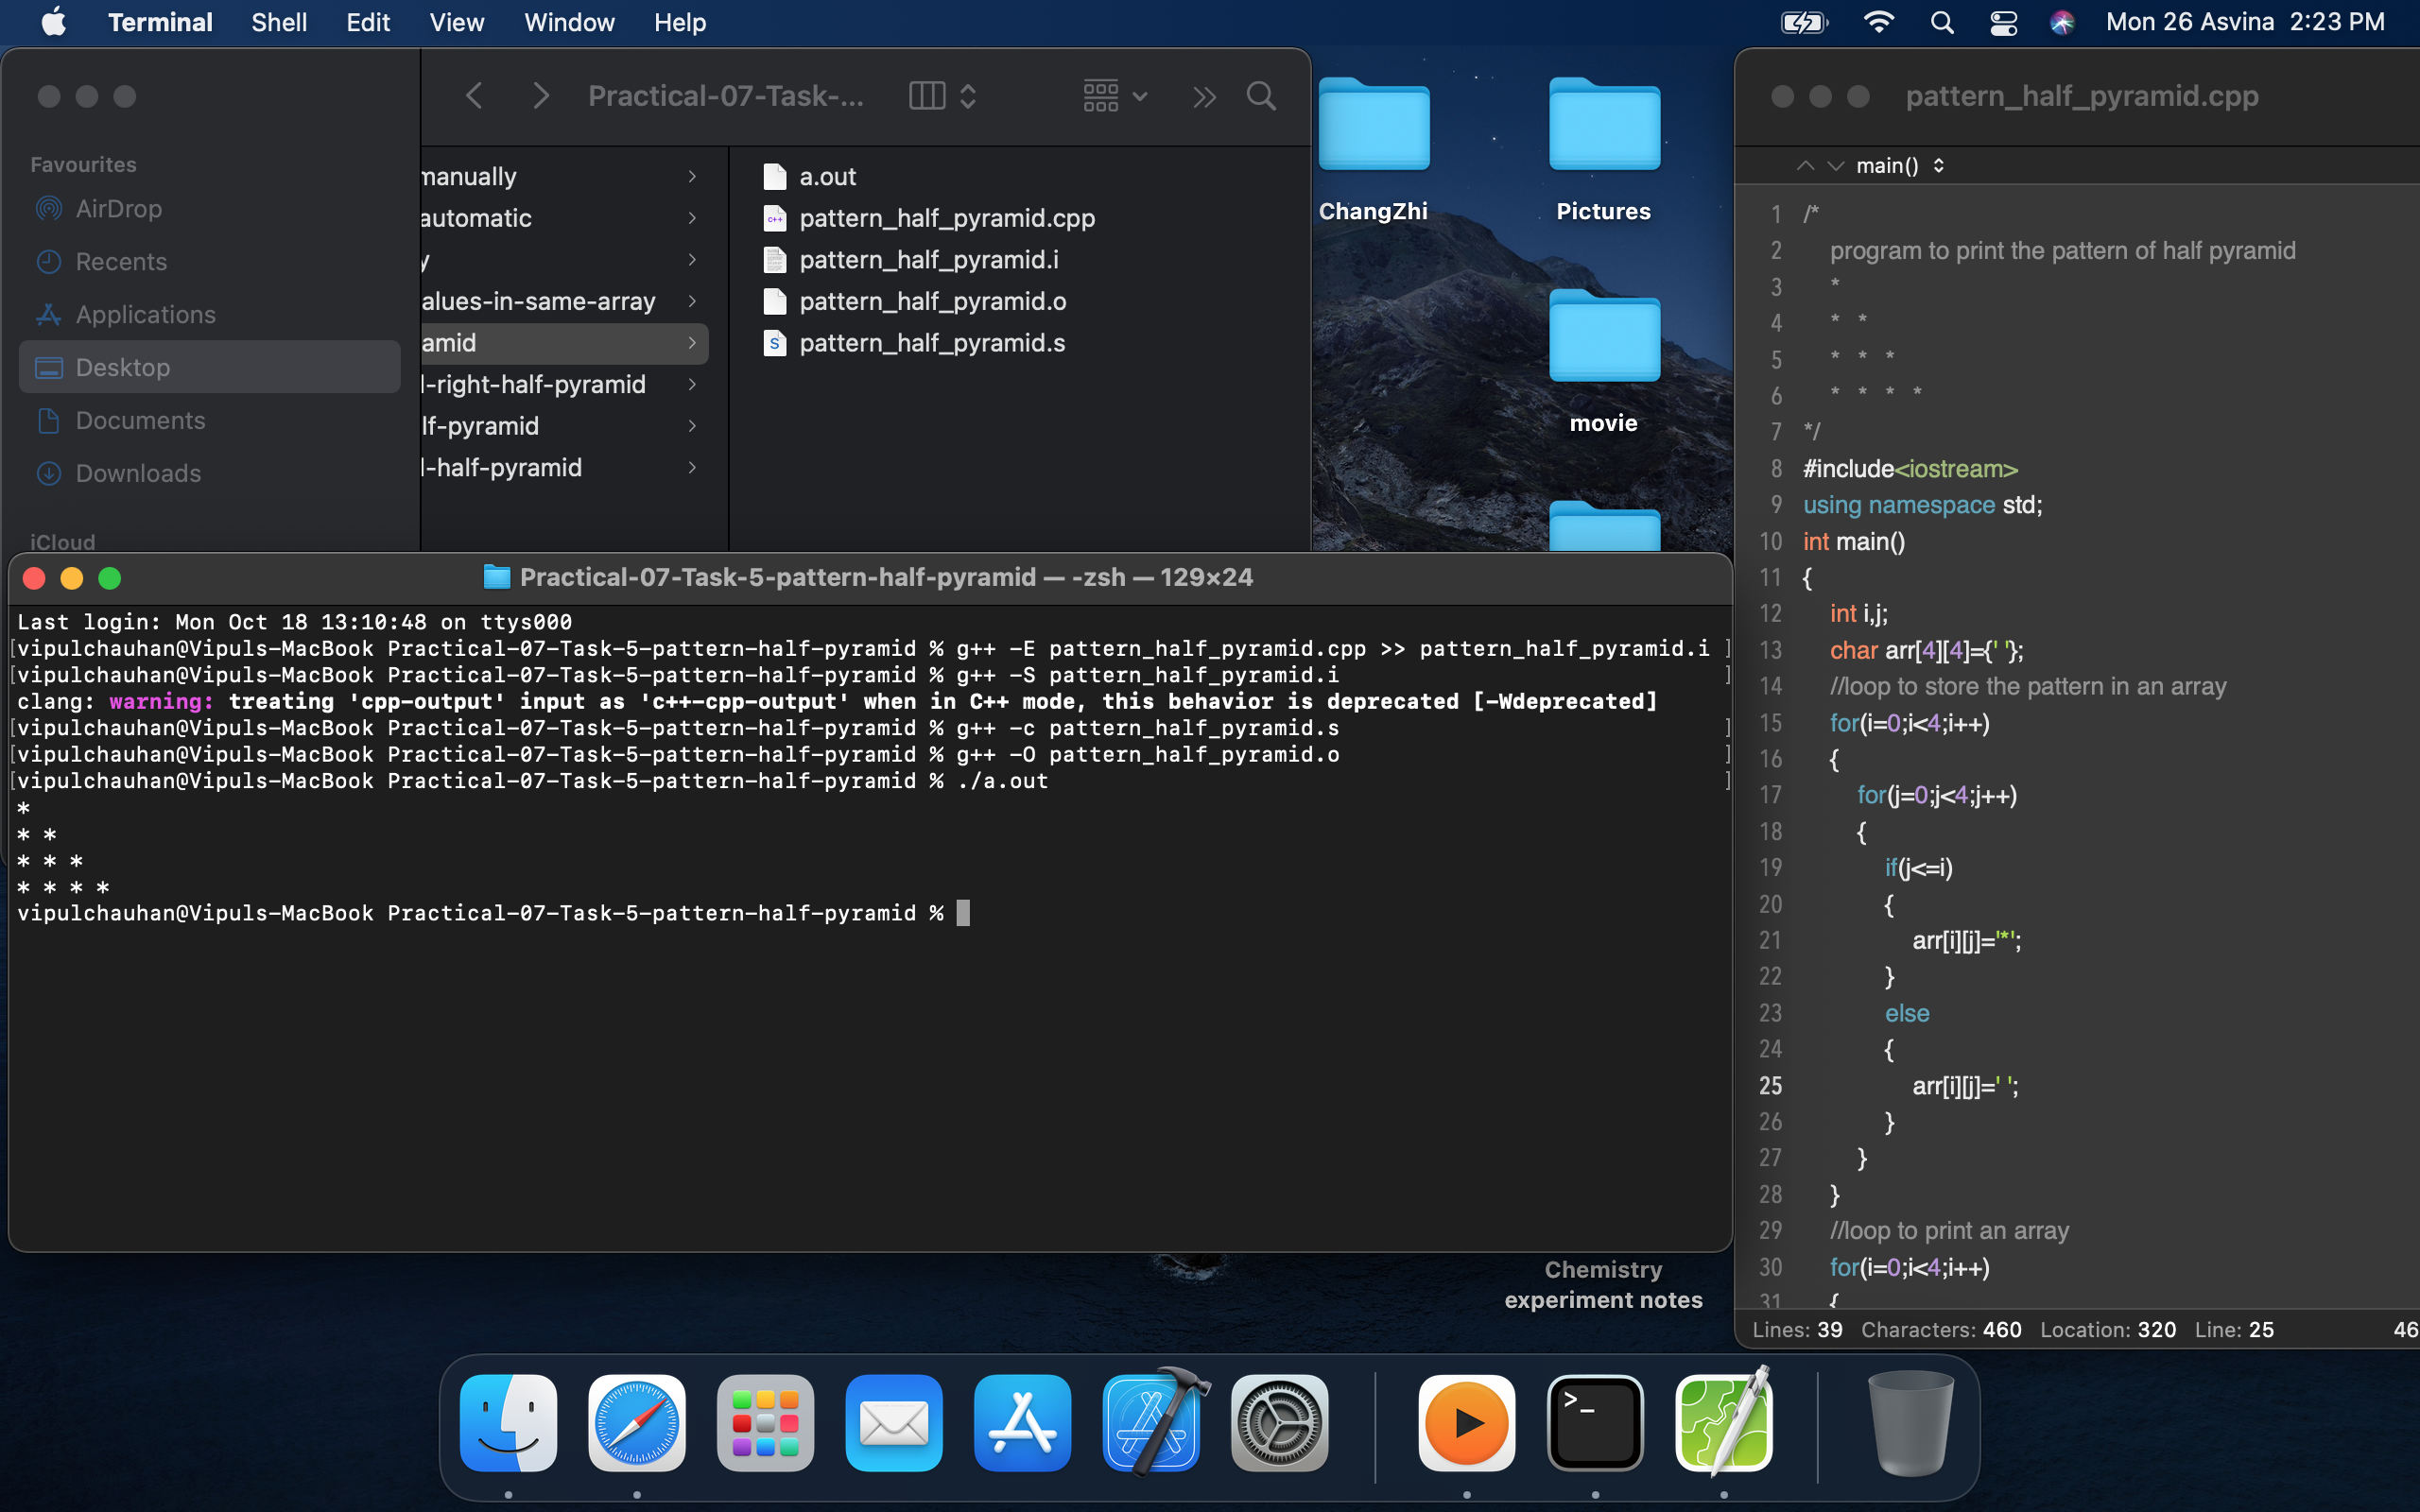 Terminal Shell Edit View Window Help Mon 26 Asvina 2:23 PM
Practical-07-Task-...
Favourites
AirDrop
Recents
Applications
Desktop
Documents
Downloads
iCloud
manually
automatic
y
alues-in-same-array
amid
l-right-half-pyramid
lf-pyramid
l-half-pyramid
a.out
pattern_half_pyramid.cpp
pattern_half_pyramid.i
pattern_half_pyramid.o
pattern_half_pyramid.s
ChangZhi
Pictures
movie
Practical-07-Task-5-pattern-half-pyramid — -zsh — 129×24
Last login: Mon Oct 18 13:10:48 on ttys000
[vipulchauhan@Vipuls-MacBook Practical-07-Task-5-pattern-half-pyramid % g++ -E pattern_half_pyramid.cpp >> pattern_half_pyramid.i ]
[vipulchauhan@Vipuls-MacBook Practical-07-Task-5-pattern-half-pyramid % g++ -S pattern_half_pyramid.i ]
clang: warning: treating 'cpp-output' input as 'c++-cpp-output' when in C++ mode, this behavior is deprecated [-Wdeprecated]
[vipulchauhan@Vipuls-MacBook Practical-07-Task-5-pattern-half-pyramid % g++ -c pattern_half_pyramid.s ]
[vipulchauhan@Vipuls-MacBook Practical-07-Task-5-pattern-half-pyramid % g++ -O pattern_half_pyramid.o ]
[vipulchauhan@Vipuls-MacBook Practical-07-Task-5-pattern-half-pyramid % ./a.out ]
*
* *
* * *
* * * *
vipulchauhan@Vipuls-MacBook Practical-07-Task-5-pattern-half-pyramid %
Chemistry
experiment notes
pattern_half_pyramid.cpp
main()
1 /*
2 program to print the pattern of half pyramid
3 *
4 * *
5 * * *
6 * * * *
7 */
8 #include<iostream>
9 using namespace std;
10 int main()
11 {
12 int i,j;
13 char arr[4][4]={' '};
14 //loop to store the pattern in an array
15 for(i=0;i<4;i++)
16 {
17 for(j=0;j<4;j++)
18 {
19 if(j<=i)
20 {
21 arr[i][j]='*';
22 }
23 else
24 {
25 arr[i][j]=' ';
26 }
27 }
28 }
29 //loop to print an array
30 for(i=0;i<4;i++)
31 {
Lines: 39 Characters: 460 Location: 320 Line: 25 46